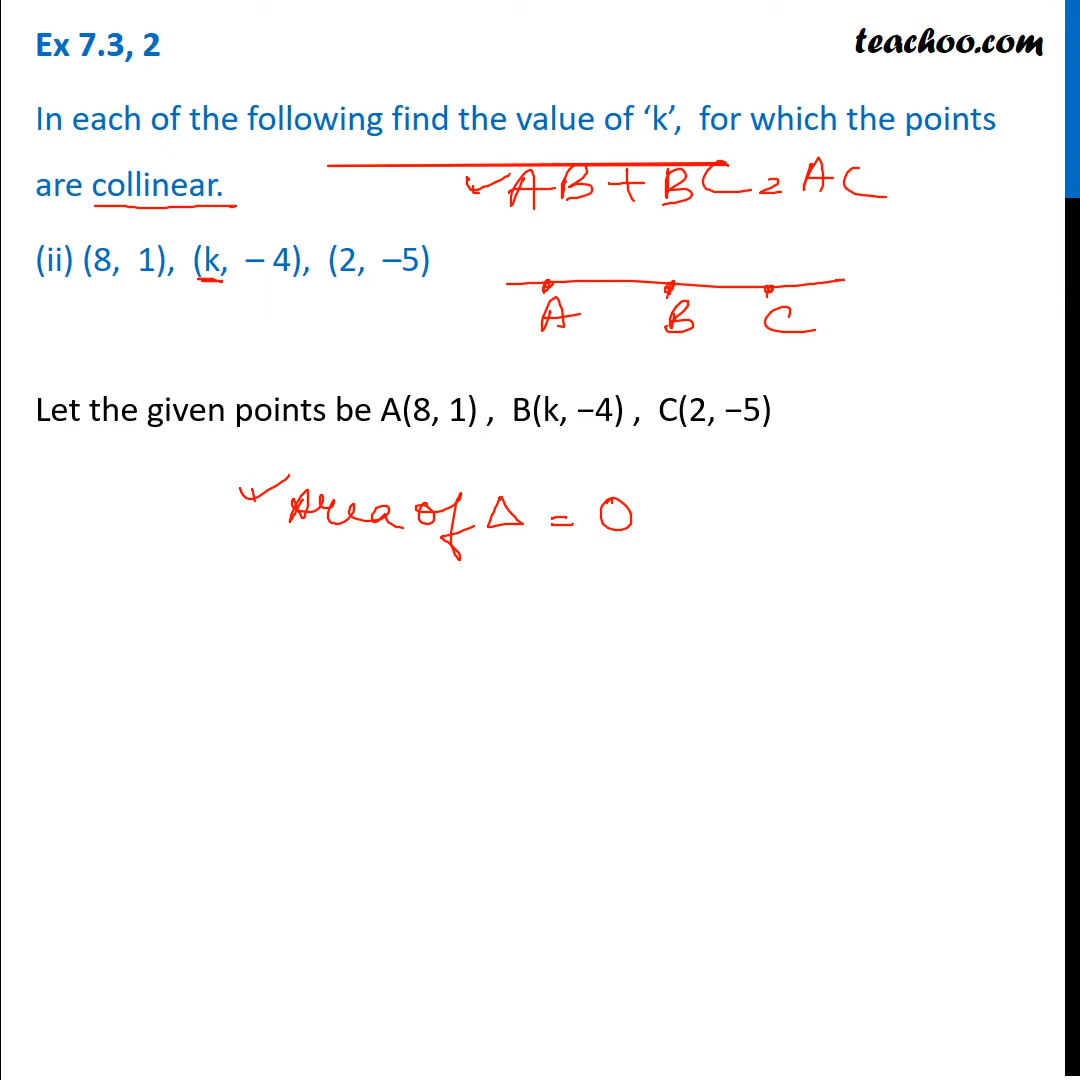 Ex 7.3, 2
teachoo.com
In each of the following find the value of ‘k’, for which the points
are collinear.
AB + BC = AC
(ii) (8, 1), (k, – 4), (2, –5)
A B C
Let the given points be A(8, 1) , B(k, −4) , C(2, −5)
Area of Δ = 0